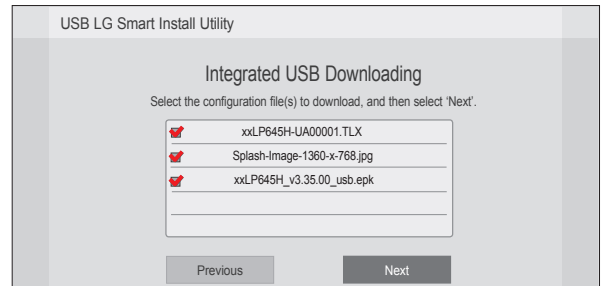 USB LG Smart Install Utility
Integrated USB Downloading
Select the configuration file(s) to download, and then select ‘Next’.
xxLP645H-UA00001.TLX
Splash-Image-1360-x-768.jpg
xxLP645H_v3.35.00_usb.epk
Previous
Next